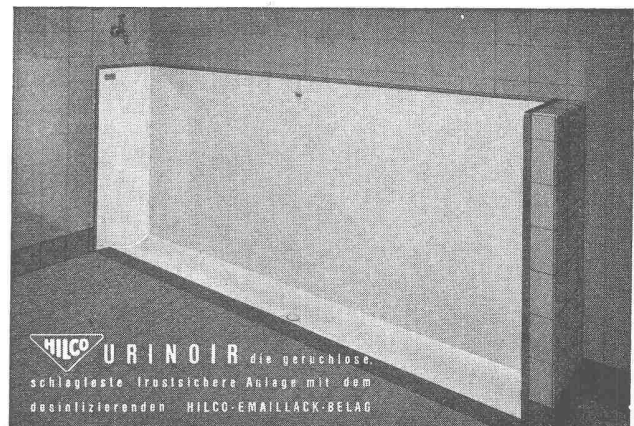 HILCO URINOIR die geruchlose,
schlagfeste frostsichere Anlage mit dem
desinfizierenden HILCO-EMAILLACK-BELAG